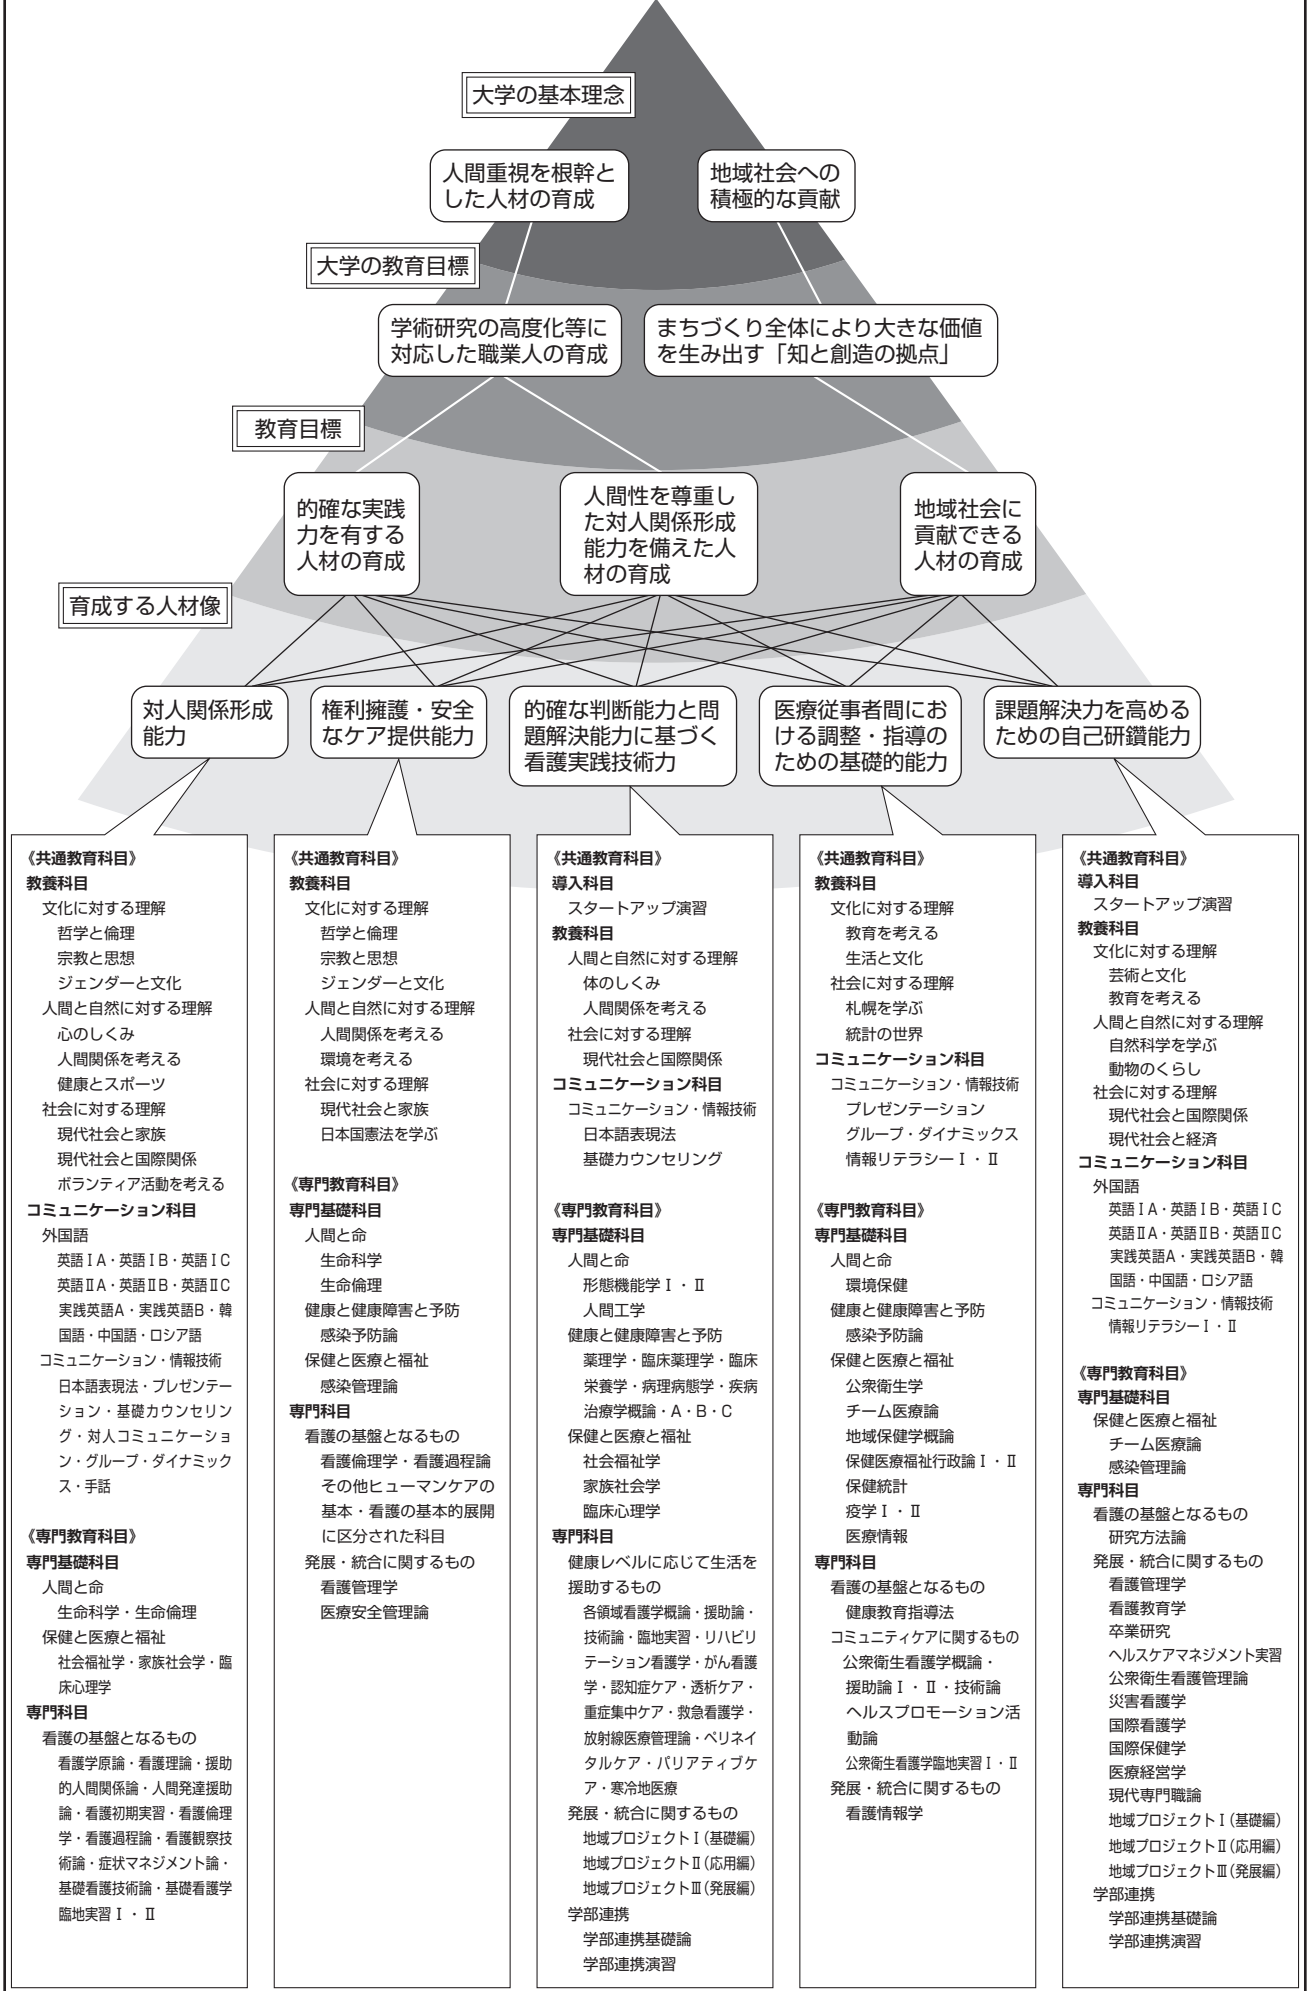 大学の基本理念
人間重視を根幹と
した人材の育成
地域社会への
積極的な貢献
大学の教育目標
学術研究の高度化等に
対応した職業人の育成
まちづくり全体により大きな価値
を生み出す「知と創造の拠点」
教育目標
的確な実践
力を有する
人材の育成
人間性を尊重し
た対人関係形成
能力を備えた人
材の育成
地域社会に
貢献できる
人材の育成
育成する人材像
対人関係形成
能力
権利擁護・安全
なケア提供能力
的確な判断能力と問
題解決能力に基づく
看護実践技術力
医療従事者間にお
ける調整・指導の
ための基礎的能力
課題解決力を高める
ための自己研鑽能力
《共通教育科目》
教養科目
文化に対する理解
哲学と倫理
宗教と思想
ジェンダーと文化
人間と自然に対する理解
心のしくみ
人間関係を考える
健康とスポーツ
社会に対する理解
現代社会と家族
現代社会と国際関係
ボランティア活動を考える
コミュニケーション科目
外国語
英語ⅠA・英語ⅠB・英語ⅠC
英語ⅡA・英語ⅡB・英語ⅡC
実践英語A・実践英語B・韓
国語・中国語・ロシア語
コミュニケーション・情報技術
日本語表現法・プレゼンテー
ション・基礎カウンセリン
グ・対人コミュニケーショ
ン・グループ・ダイナミック
ス・手話
《専門教育科目》
専門基礎科目
人間と命
生命科学・生命倫理
保健と医療と福祉
社会福祉学・家族社会学・臨
床心理学
専門科目
看護の基盤となるもの
看護学原論・看護理論・援助
的人間関係論・人間発達援助
論・看護初期実習・看護倫理
学・看護過程論・看護観察技
術論・症状マネジメント論・
基礎看護技術論・基礎看護学
臨地実習Ⅰ・Ⅱ
《共通教育科目》
教養科目
文化に対する理解
哲学と倫理
宗教と思想
ジェンダーと文化
人間と自然に対する理解
人間関係を考える
環境を考える
社会に対する理解
現代社会と家族
日本国憲法を学ぶ
《専門教育科目》
専門基礎科目
人間と命
生命科学
生命倫理
健康と健康障害と予防
感染予防論
保健と医療と福祉
感染管理論
専門科目
看護の基盤となるもの
看護倫理学・看護過程論
その他ヒューマンケアの
基本・看護の基本的展開
に区分された科目
発展・統合に関するもの
看護管理学
医療安全管理論
《共通教育科目》
導入科目
スタートアップ演習
教養科目
人間と自然に対する理解
体のしくみ
人間関係を考える
社会に対する理解
現代社会と国際関係
コミュニケーション科目
コミュニケーション・情報技術
日本語表現法
基礎カウンセリング
《専門教育科目》
専門基礎科目
人間と命
形態機能学Ⅰ・Ⅱ
人間工学
健康と健康障害と予防
薬理学・臨床薬理学・臨床
栄養学・病理病態学・疾病
治療学概論・A・B・C
保健と医療と福祉
社会福祉学
家族社会学
臨床心理学
専門科目
健康レベルに応じて生活を
援助するもの
各領域看護学概論・援助論・
技術論・臨地実習・リハビリ
テーション看護学・がん看護
学・認知症ケア・透析ケア・
重症集中ケア・救急看護学・
放射線医療管理論・ペリネイ
タルケア・パリアティブケ
ア・寒冷地医療
発展・統合に関するもの
地域プロジェクトⅠ(基礎編)
地域プロジェクトⅡ(応用編)
地域プロジェクトⅢ(発展編)
学部連携
学部連携基礎論
学部連携演習
《共通教育科目》
教養科目
文化に対する理解
教育を考える
生活と文化
社会に対する理解
札幌を学ぶ
統計の世界
コミュニケーション科目
コミュニケーション・情報技術
プレゼンテーション
グループ・ダイナミックス
情報リテラシーⅠ・Ⅱ
《専門教育科目》
専門基礎科目
人間と命
環境保健
健康と健康障害と予防
感染予防論
保健と医療と福祉
公衆衛生学
チーム医療論
地域保健学概論
保健医療福祉行政論Ⅰ・Ⅱ
保健統計
疫学Ⅰ・Ⅱ
医療情報
専門科目
看護の基盤となるもの
健康教育指導法
コミュニティケアに関するもの
公衆衛生看護学概論・
援助論Ⅰ・Ⅱ・技術論
ヘルスプロモーション活
動論
公衆衛生看護学臨地実習Ⅰ・Ⅱ
発展・統合に関するもの
看護情報学
《共通教育科目》
導入科目
スタートアップ演習
教養科目
文化に対する理解
芸術と文化
教育を考える
人間と自然に対する理解
自然科学を学ぶ
動物のくらし
社会に対する理解
現代社会と国際関係
現代社会と経済
コミュニケーション科目
外国語
英語ⅠA・英語ⅠB・英語ⅠC
英語ⅡA・英語ⅡB・英語ⅡC
実践英語A・実践英語B・韓
国語・中国語・ロシア語
コミュニケーション・情報技術
情報リテラシーⅠ・Ⅱ
《専門教育科目》
専門基礎科目
保健と医療と福祉
チーム医療論
感染管理論
専門科目
看護の基盤となるもの
研究方法論
発展・統合に関するもの
看護管理学
看護教育学
卒業研究
ヘルスケアマネジメント実習
公衆衛生看護管理論
災害看護学
国際看護学
国際保健学
医療経営学
現代専門職論
地域プロジェクトⅠ(基礎編)
地域プロジェクトⅡ(応用編)
地域プロジェクトⅢ(発展編)
学部連携
学部連携基礎論
学部連携演習